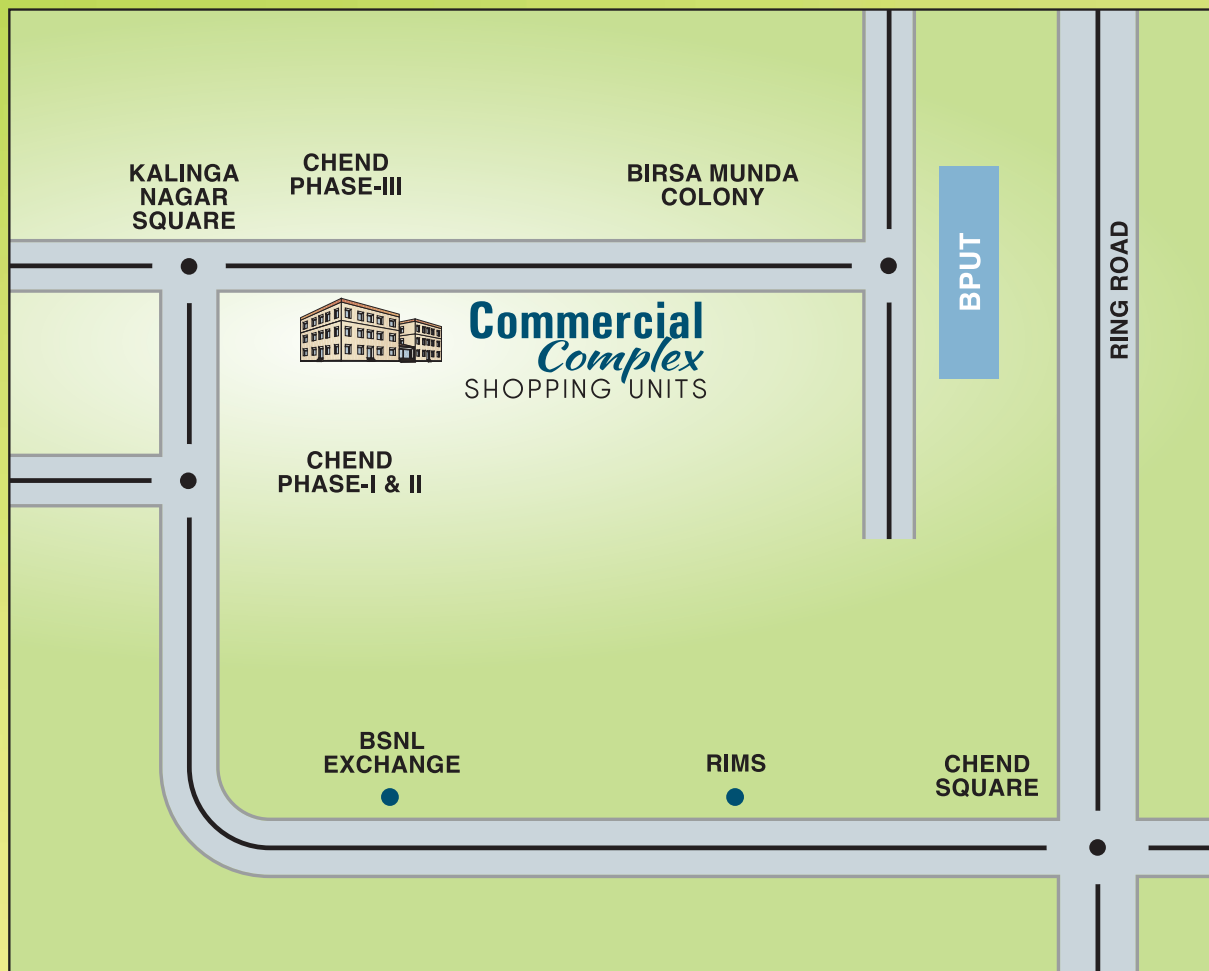 KALINGA
NAGAR
SQUARE
CHEND
PHASE-III
BIRSA MUNDA
COLONY
BPUT
RING ROAD
Commercial
Complex
SHOPPING UNITS
CHEND
PHASE-I & II
BSNL
EXCHANGE
RIMS
CHEND
SQUARE